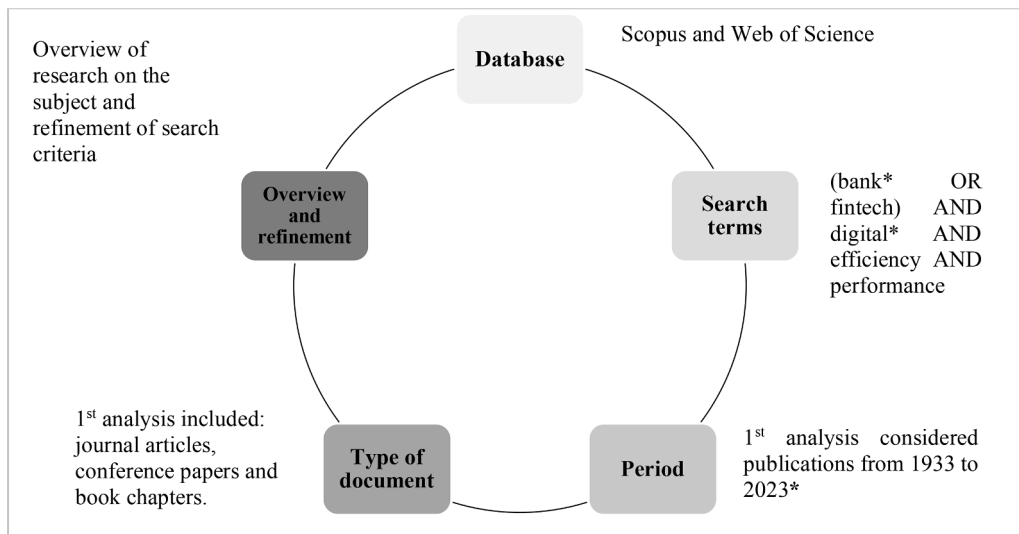 Database
Scopus and Web of Science
Search
terms
(bank* OR
fintech) AND
digital* AND
efficiency AND
performance
Period
1st analysis considered
publications from 1933 to
2023*
Type of
document
1st analysis included:
journal articles,
conference papers and
book chapters.
Overview
and
refinement
Overview of
research on the
subject and
refinement of search
criteria